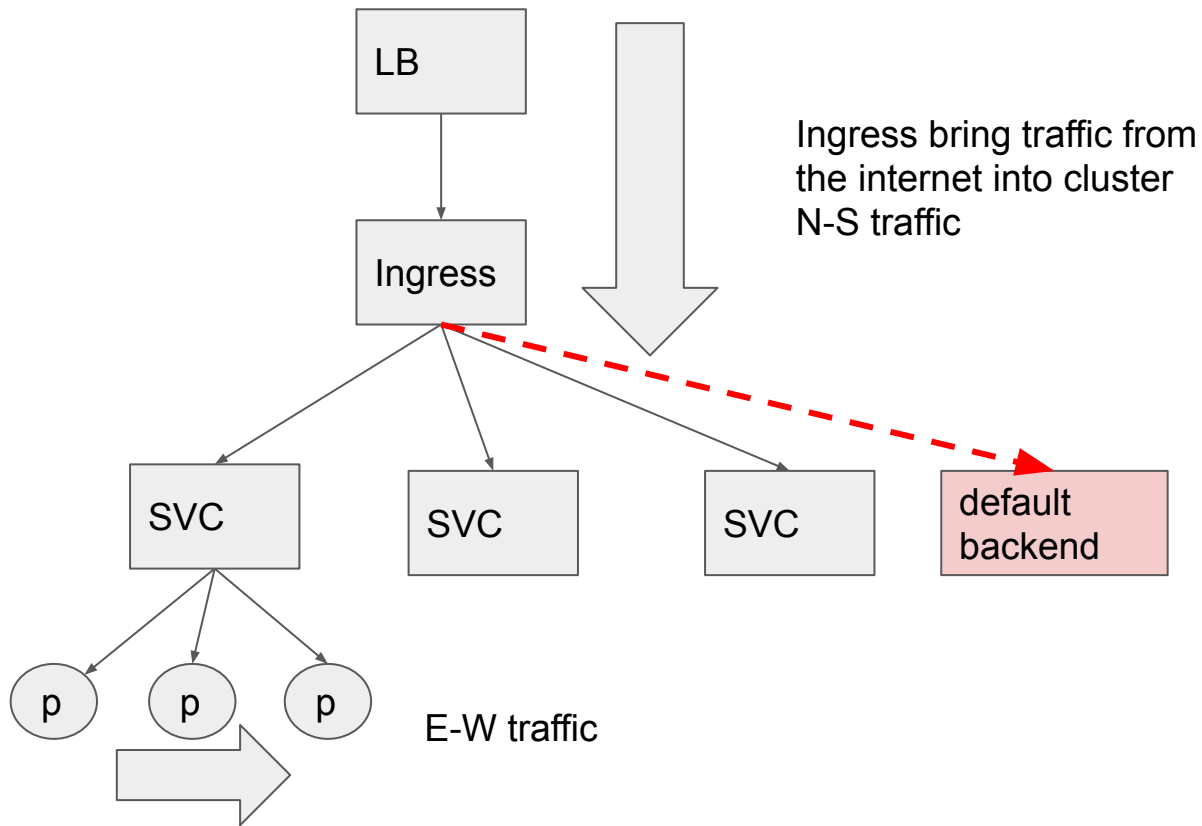 LB
Ingress bring traffic from
the internet into cluster
N-S traffic
Ingress
SVC
SVC
SVC
default
backend
p
p
p
E-W traffic